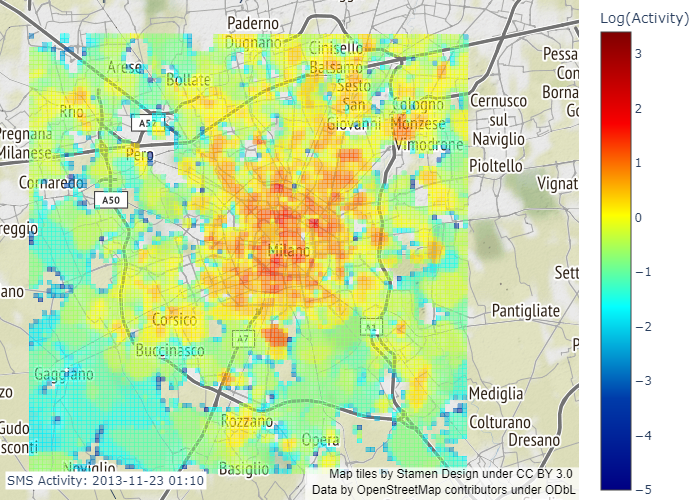 Log(Activity)
3
2
1
0
−1
−2
−3
−4
−5
Paderno
Dugnano
Cinisello
Balsamo
Arese
Bollate
Sesto
San
Giovanni
Pessa
Con
Borna
Go
Rho
A52
Cologno
Monzese
Cernusco
sul
Naviglio
Pregnana
Milanese
Pero
Vimodrone
Pioltello
Cornaredo
A50
Vignat
reggio
Milano
Sett
ano
Pantigliate
Corsico
A7
A1
P
Buccinasco
Gaggiano
zo
Mediglia
Rozzano
Colturano
Gudo
Opera
Dresano
sconti
Noviglio
Basiglio
SMS Activity: 2013-11-23 01:10
Map tiles by Stamen Design under CC BY 3.0
Data by OpenStreetMap contributors under ODbL